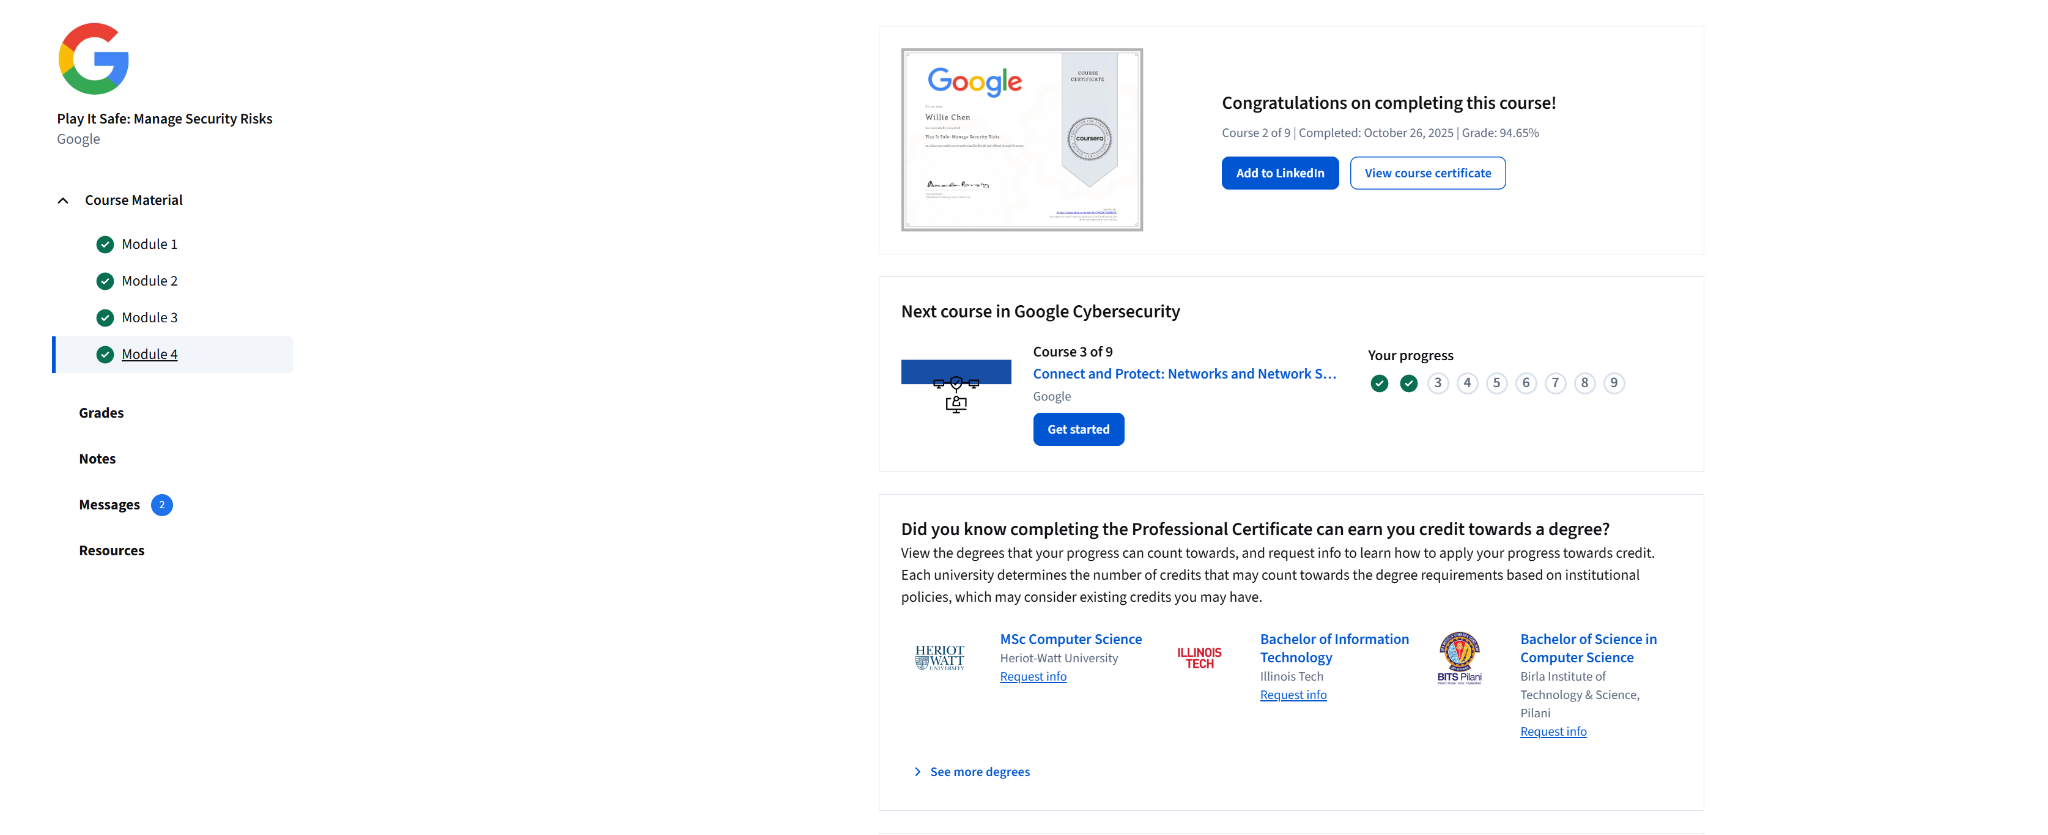 Play It Safe: Manage Security Risks
Google
Course Material
Module 1
Module 2
Module 3
Module 4
Grades
Notes
Messages 2
Resources
Google
COURSE
CERTIFICATE
Willie Chen
Play It Safe: Manage Security Risks
coursera
Congratulations on completing this course!
Course 2 of 9 | Completed: October 26, 2025 | Grade: 94.65%
Add to LinkedIn
View course certificate
Next course in Google Cybersecurity
Course 3 of 9
Connect and Protect: Networks and Network S...
Google
Get started
Your progress
3 4 5 6 7 8 9
Did you know completing the Professional Certificate can earn you credit towards a degree?
View the degrees that your progress can count towards, and request info to learn how to apply your progress towards credit.
Each university determines the number of credits that may count towards the degree requirements based on institutional
policies, which may consider existing credits you may have.
HERIOT
WATT
UNIVERSITY
MSc Computer Science
Heriot-Watt University
Request info
ILLINOIS
TECH
Bachelor of Information
Technology
Illinois Tech
Request info
BITS Pilani
Bachelor of Science in
Computer Science
Birla Institute of
Technology & Science,
Pilani
Request info
See more degrees